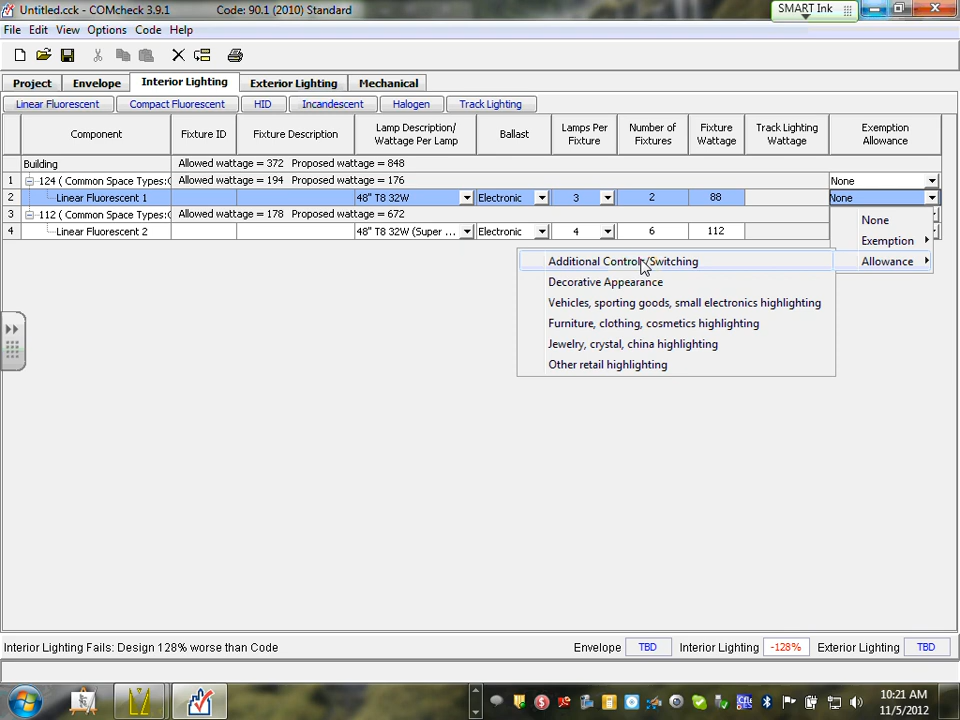 Untitled.cck - COMcheck 3.9.1 Code: 90.1 (2010) Standard
SMART Ink
File Edit View Options Code Help
Project Envelope Interior Lighting Exterior Lighting Mechanical
Linear Fluorescent Compact Fluorescent HID Incandescent Halogen Track Lighting
Component Fixture ID Fixture Description Lamp Description/ Wattage Per Lamp Ballast Lamps Per Fixture Number of Fixtures Fixture Wattage Track Lighting Wattage Exemption Allowance
Building Allowed wattage = 372 Proposed wattage = 848
1 124 ( Common Space Types: Allowed wattage = 194 Proposed wattage = 176 None
2 Linear Fluorescent 1 48" T8 32W Electronic 3 2 88 None
3 112 ( Common Space Types: Allowed wattage = 178 Proposed wattage = 672
4 Linear Fluorescent 2 48" T8 32W (Super ... Electronic 4 6 112
None
Exemption
Allowance
Additional Controls/Switching
Decorative Appearance
Vehicles, sporting goods, small electronics highlighting
Furniture, clothing, cosmetics highlighting
Jewelry, crystal, china highlighting
Other retail highlighting
Interior Lighting Fails: Design 128% worse than Code Envelope TBD Interior Lighting -128% Exterior Lighting TBD
10:21 AM
11/5/2012